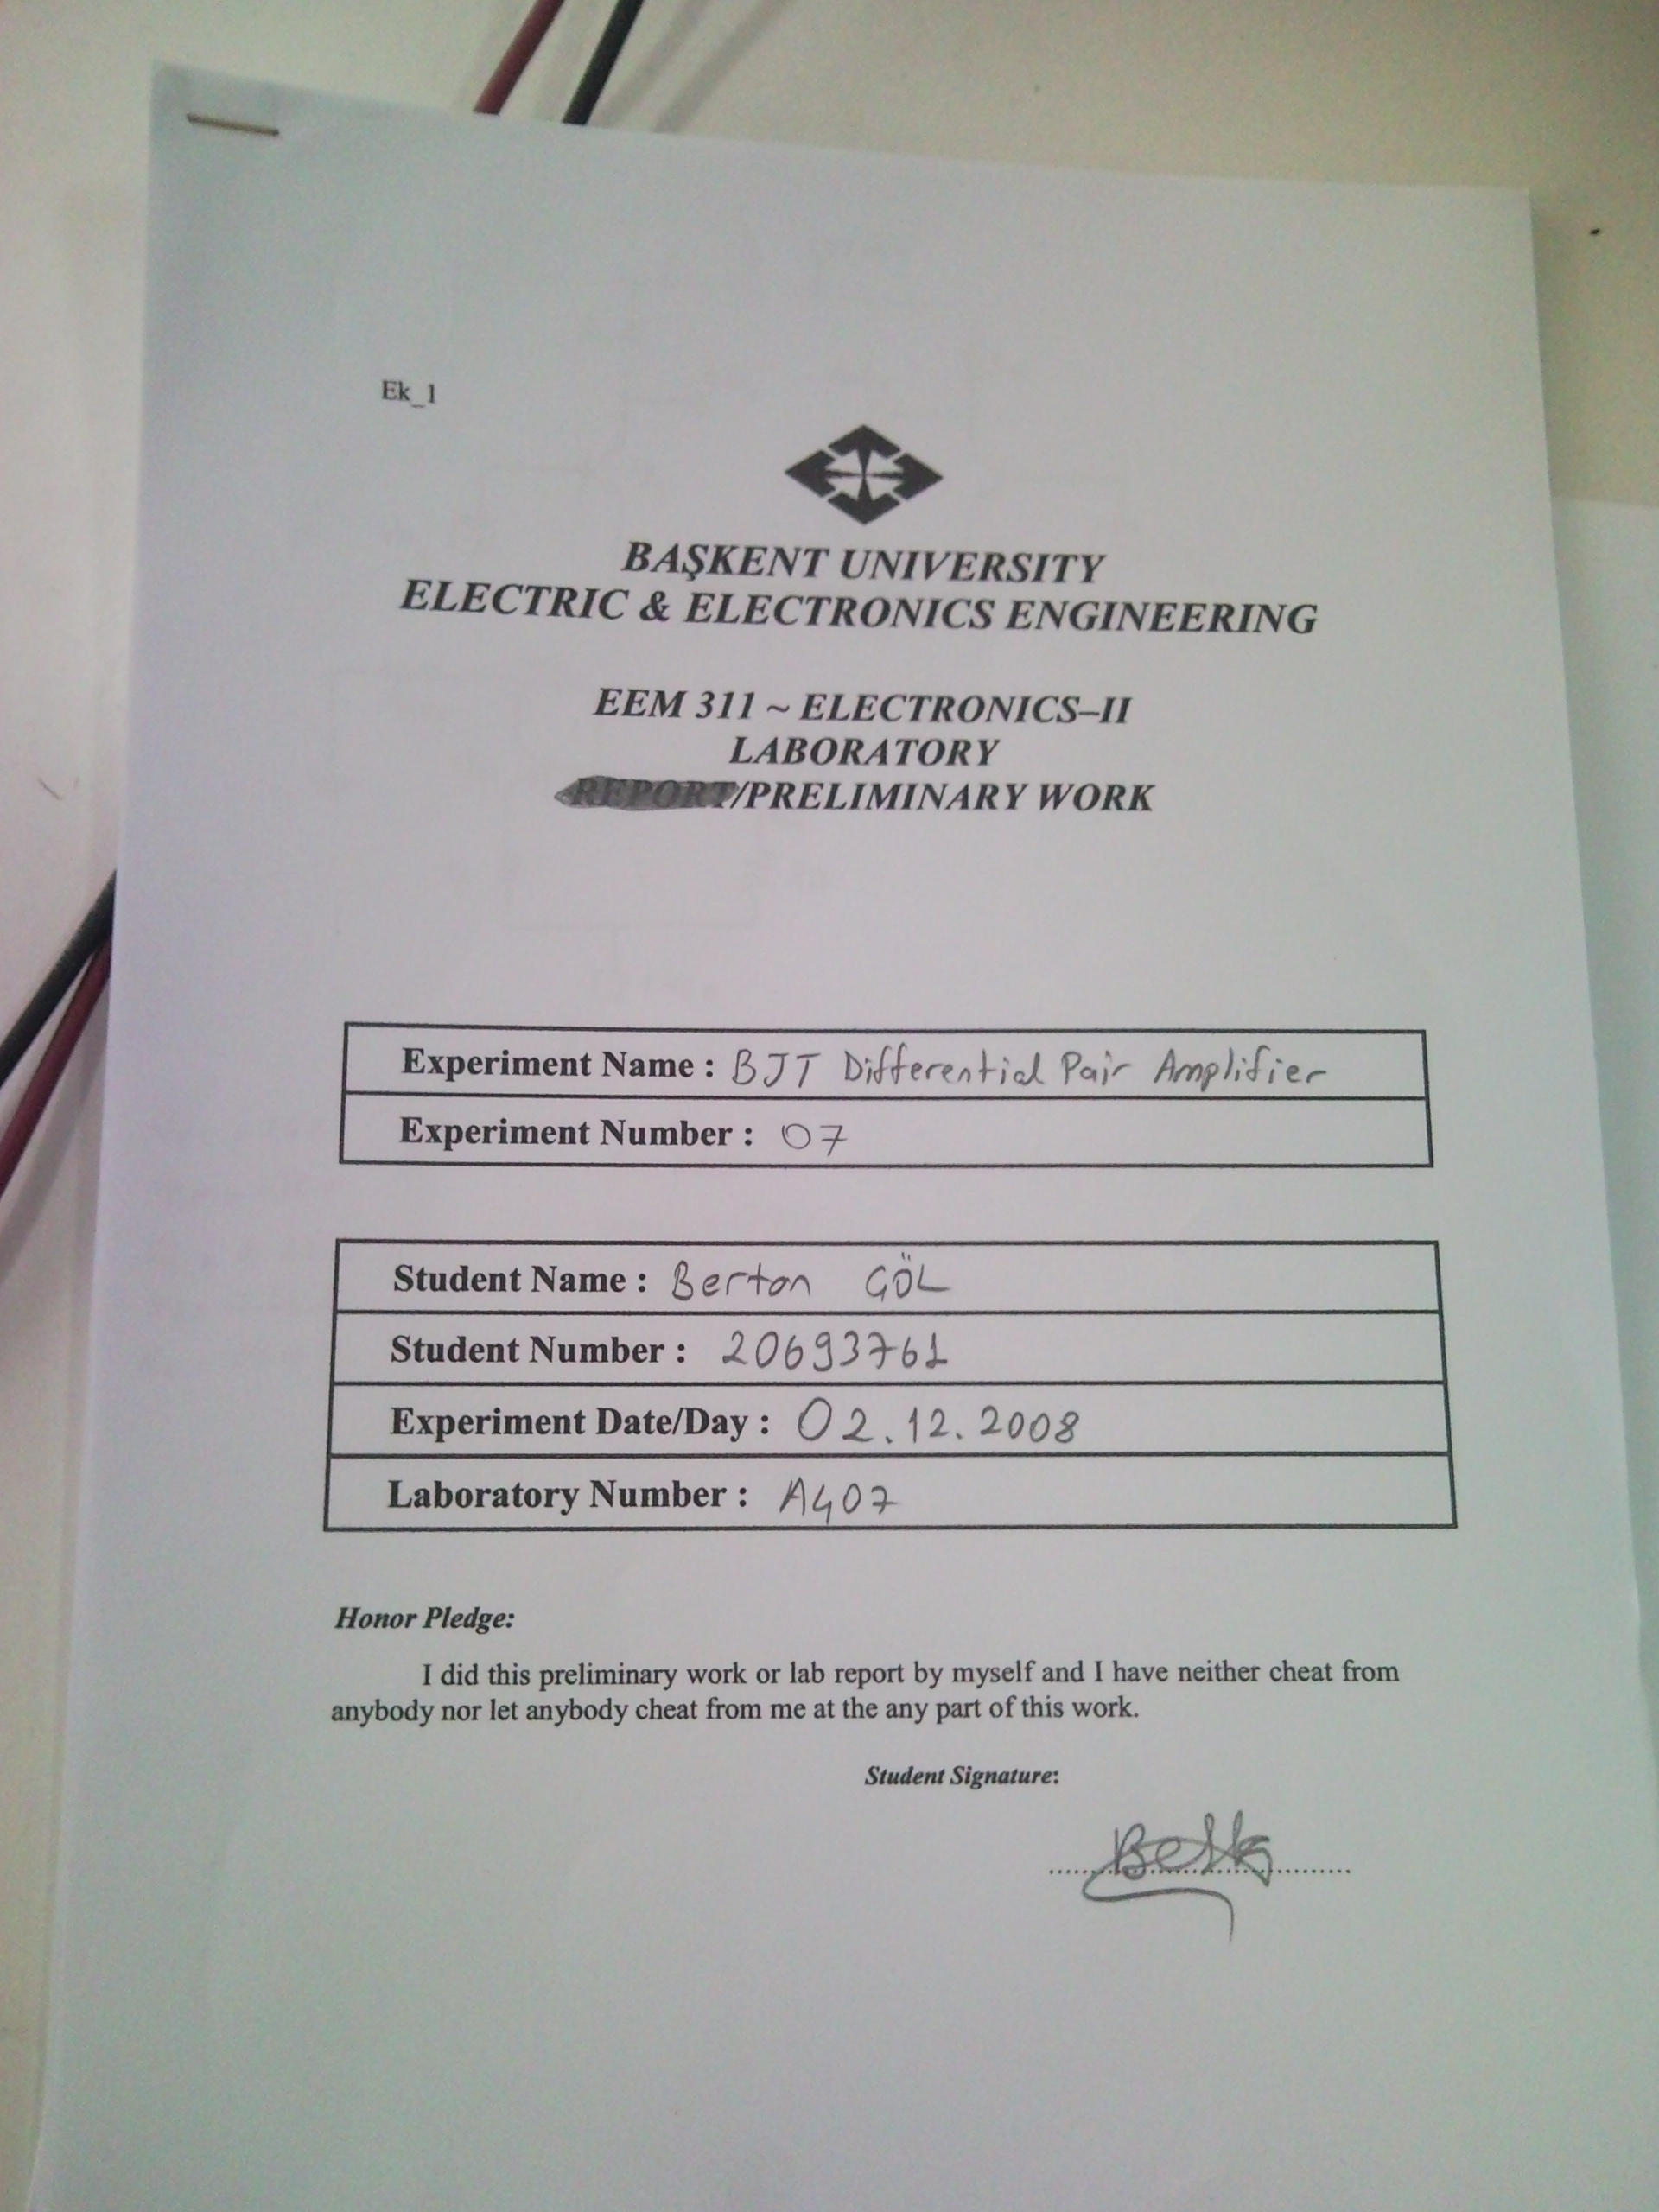 Ek_1
BAŞKENT UNIVERSITY
ELECTRIC & ELECTRONICS ENGINEERING
EEM 311 ~ ELECTRONICS–II
LABORATORY
REPORT/PRELIMINARY WORK
Experiment Name : BJT Differential Pair Amplifier
Experiment Number : 07
Student Name : Bertan GÖL
Student Number : 20693761
Experiment Date/Day : 02.12.2008
Laboratory Number : A407
Honor Pledge:
I did this preliminary work or lab report by myself and I have neither cheat from
anybody nor let anybody cheat from me at the any part of this work.
Student Signature: